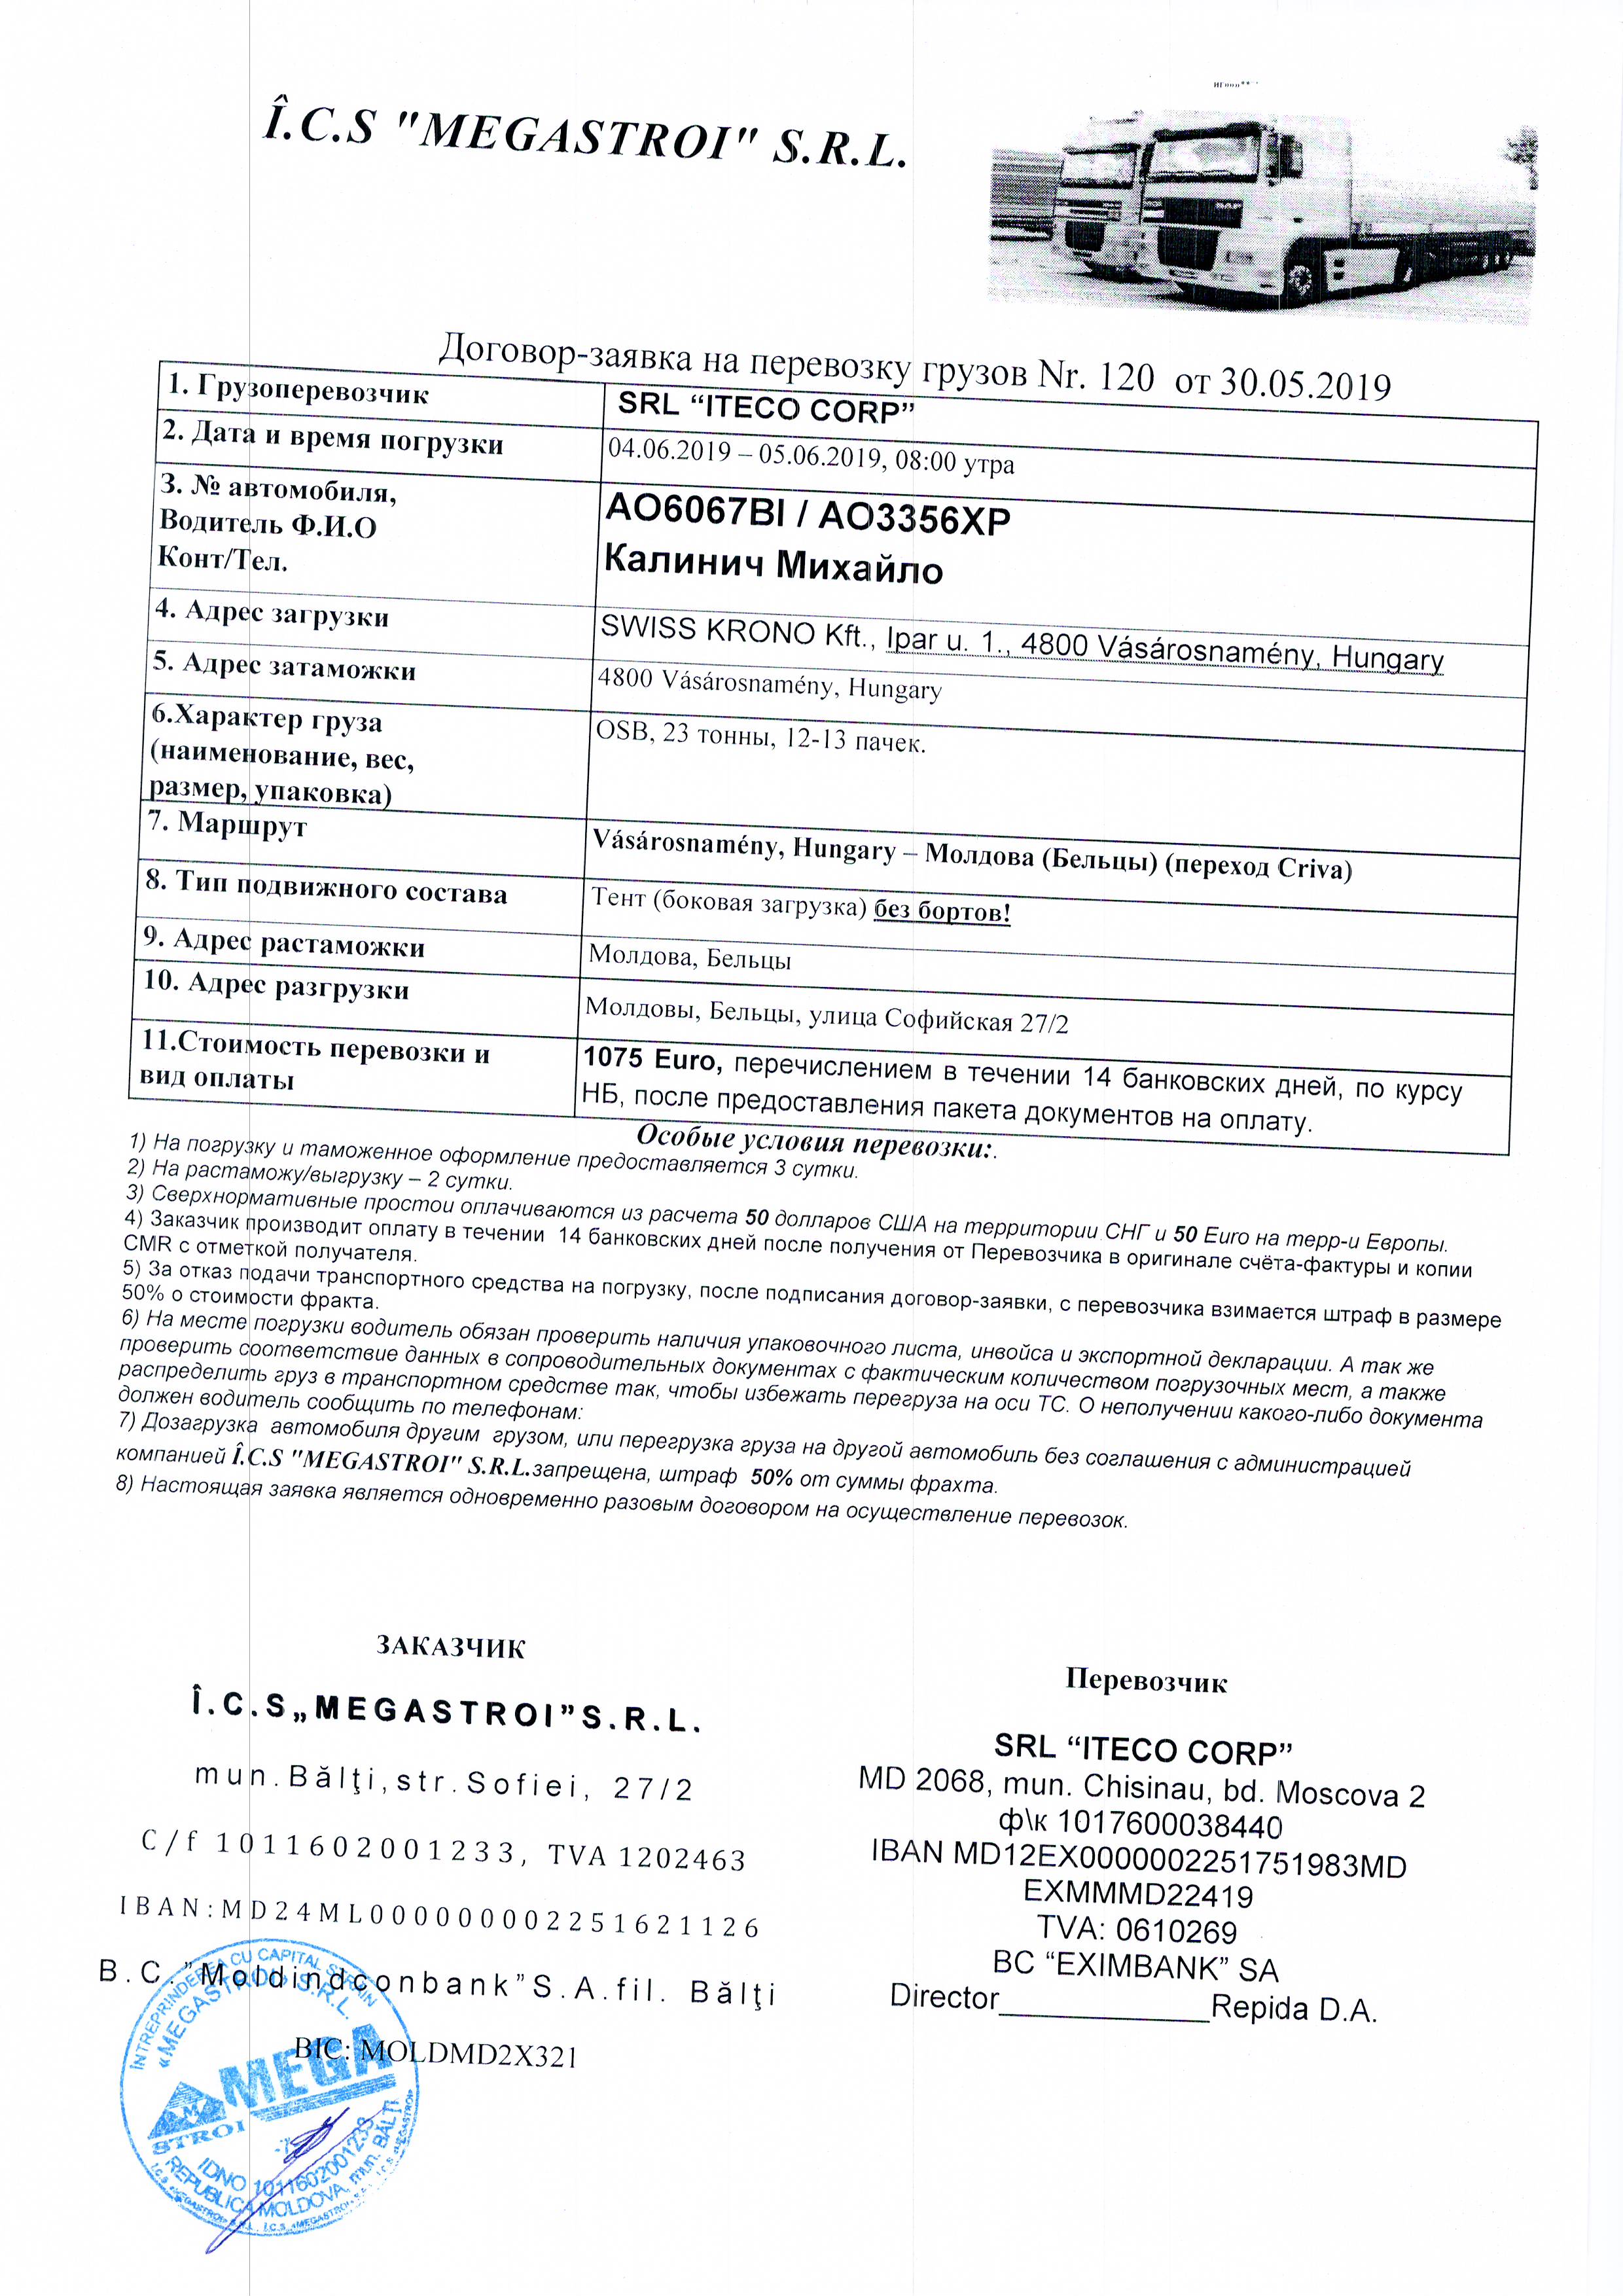 Î.C.S "MEGASTROI" S.R.L.
Договор-заявка на перевозку грузов Nr. 120 от 30.05.2019
1. Грузоперевозчик
SRL “ITECO CORP”
2. Дата и время погрузки
04.06.2019 – 05.06.2019, 08:00 утра
3. № автомобиля,
Водитель Ф.И.О
Конт/Тел.
AO6067BI / AO3356XP
Калинич Михайло
4. Адрес загрузки
SWISS KRONO Kft., Ipar u. 1., 4800 Vásárosnamény, Hungary
5. Адрес затаможки
4800 Vásárosnamény, Hungary
6.Характер груза
(наименование, вес,
размер, упаковка)
OSB, 23 тонны, 12-13 пачек.
7. Маршрут
Vásárosnamény, Hungary – Молдова (Бельцы) (переход Criva)
8. Тип подвижного состава
Тент (боковая загрузка) без бортов!
9. Адрес растаможки
Молдова, Бельцы
10. Адрес разгрузки
Молдовы, Бельцы, улица Софийская 27/2
11.Стоимость перевозки и
вид оплаты
1075 Euro, перечислением в течении 14 банковских дней, по курсу
НБ, после предоставления пакета документов на оплату.
Особые условия перевозки:.
1) На погрузку и таможенное оформление предоставляется 3 сутки.
2) На растаможу/выгрузку – 2 сутки.
3) Сверхнормативные простои оплачиваются из расчета 50 долларов США на территории СНГ и 50 Euro на терр-и Европы.
4) Заказчик производит оплату в течении 14 банковских дней после получения от Перевозчика в оригинале счёта-фактуры и копии
CMR с отметкой получателя.
5) За отказ подачи транспортного средства на погрузку, после подписания договор-заявки, с перевозчика взимается штраф в размере
50% о стоимости фракта.
6) На месте погрузки водитель обязан проверить наличия упаковочного листа, инвойса и экспортной декларации. А так же
проверить соответствие данных в сопроводительных документах с фактическим количеством погрузочных мест, а также
распределить груз в транспортном средстве так, чтобы избежать перегруза на оси ТС. О неполучении какого-либо документа
должен водитель сообщить по телефонам:
7) Дозагрузка автомобиля другим грузом, или перегрузка груза на другой автомобиль без соглашения с администрацией
компанией Î.C.S "MEGASTROI" S.R.L.запрещена, штраф 50% от суммы фрахта.
8) Настоящая заявка является одновременно разовым договором на осуществление перевозок.
ЗАКАЗЧИК
Î.C.S„MEGASTROI”S.R.L.
mun.Bălţi,str.Sofiei, 27/2
C/f 1011602001233, TVA 1202463
IBAN:MD24ML000000002251621126
B.C.”Moldindconbank”S.A.fil. Bălţi
BIC: MOLDMD2X321
Перевозчик
SRL “ITECO CORP”
MD 2068, mun. Chisinau, bd. Moscova 2
ф\к 1017600038440
IBAN MD12EX0000002251751983MD
EXMMMD22419
TVA: 0610269
BC “EXIMBANK” SA
Director_____________Repida D.A.
ÎNTREPRINDEREA CU CAPITAL STRĂIN
«MEGASTROI» S.R.L.
MEGA
STROI
IDNO 1011602001233
REPUBLICA MOLDOVA, mun. BĂLŢI